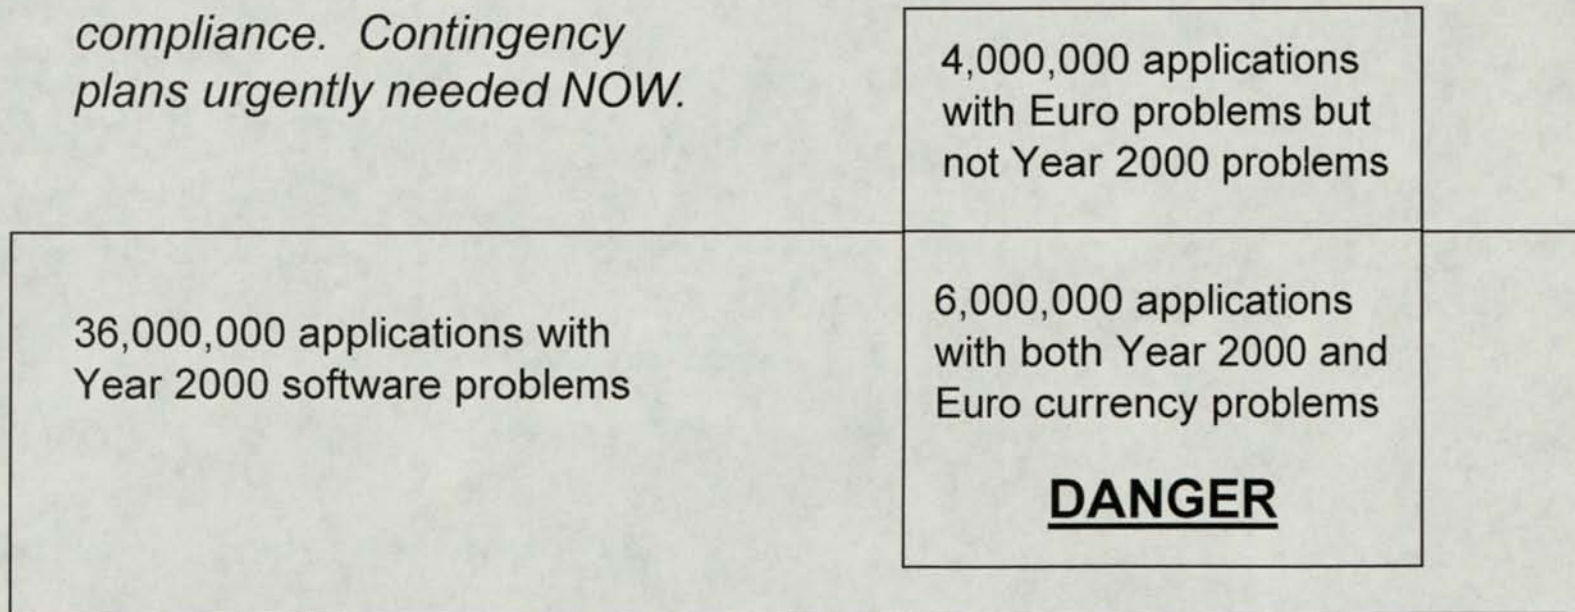 compliance. Contingency
plans urgently needed NOW.
4,000,000 applications
with Euro problems but
not Year 2000 problems
36,000,000 applications with
Year 2000 software problems
6,000,000 applications
with both Year 2000 and
Euro currency problems
DANGER